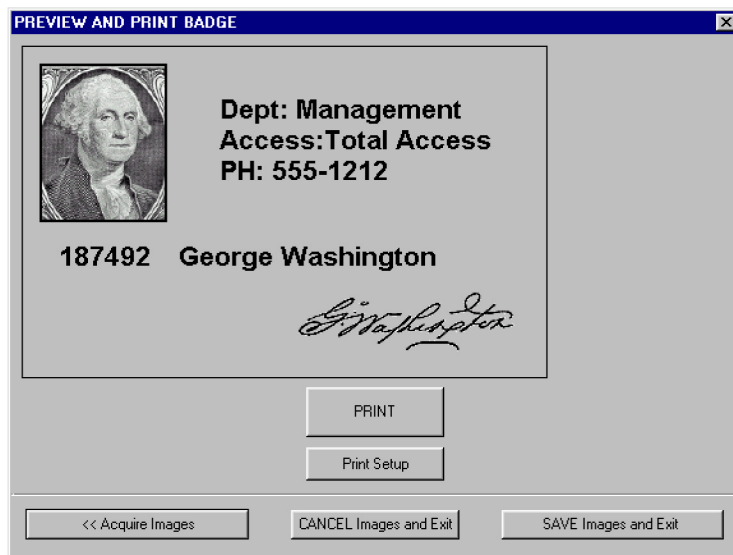 PREVIEW AND PRINT BADGE
Dept: Management
Access:Total Access
PH: 555-1212
187492 George Washington
G. Washington
PRINT
Print Setup
<< Acquire Images
CANCEL Images and Exit
SAVE Images and Exit